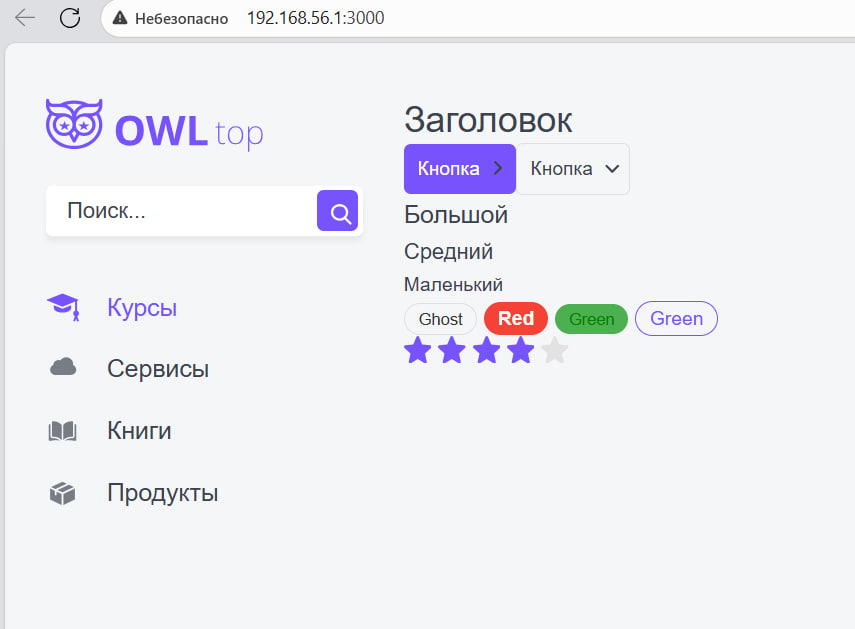 Небезопасно 192.168.56.1:3000
OWL top
Поиск...
Курсы
Сервисы
Книги
Продукты
Заголовок
Кнопка Кнопка
Большой
Средний
Маленький
Ghost Red Green Green